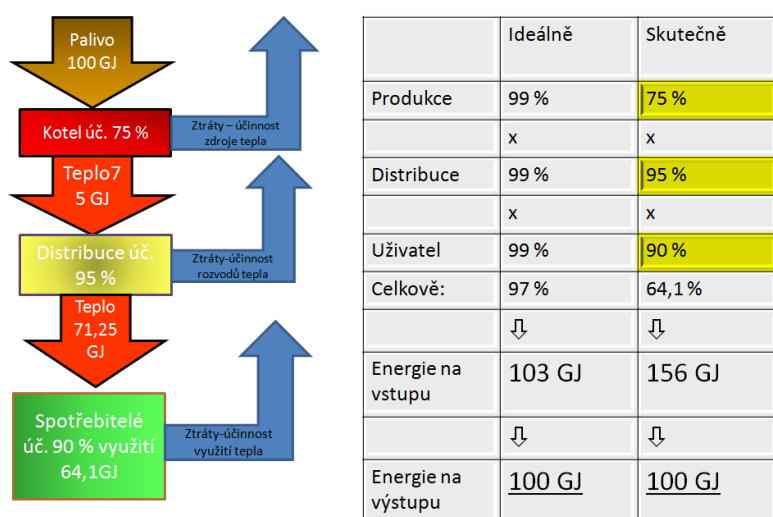 Palivo
100 GJ
Kotel úč. 75 %
Ztráty – účinnost
zdroje tepla
Teplo7
5 GJ
Distribuce úč.
95 %
Ztráty-účinnost
rozvodů tepla
Teplo
71,25
GJ
Spotřebitelé
úč. 90 % využití
64,1GJ
Ztráty-účinnost
využití tepla
Ideálně Skutečně
Produkce 99 % 75 %
x x
Distribuce 99 % 95 %
x x
Uživatel 99 % 90 %
Celkově: 97 % 64,1 %
⇩ ⇩
Energie na
vstupu 103 GJ 156 GJ
⇩ ⇩
Energie na
výstupu 100 GJ 100 GJ